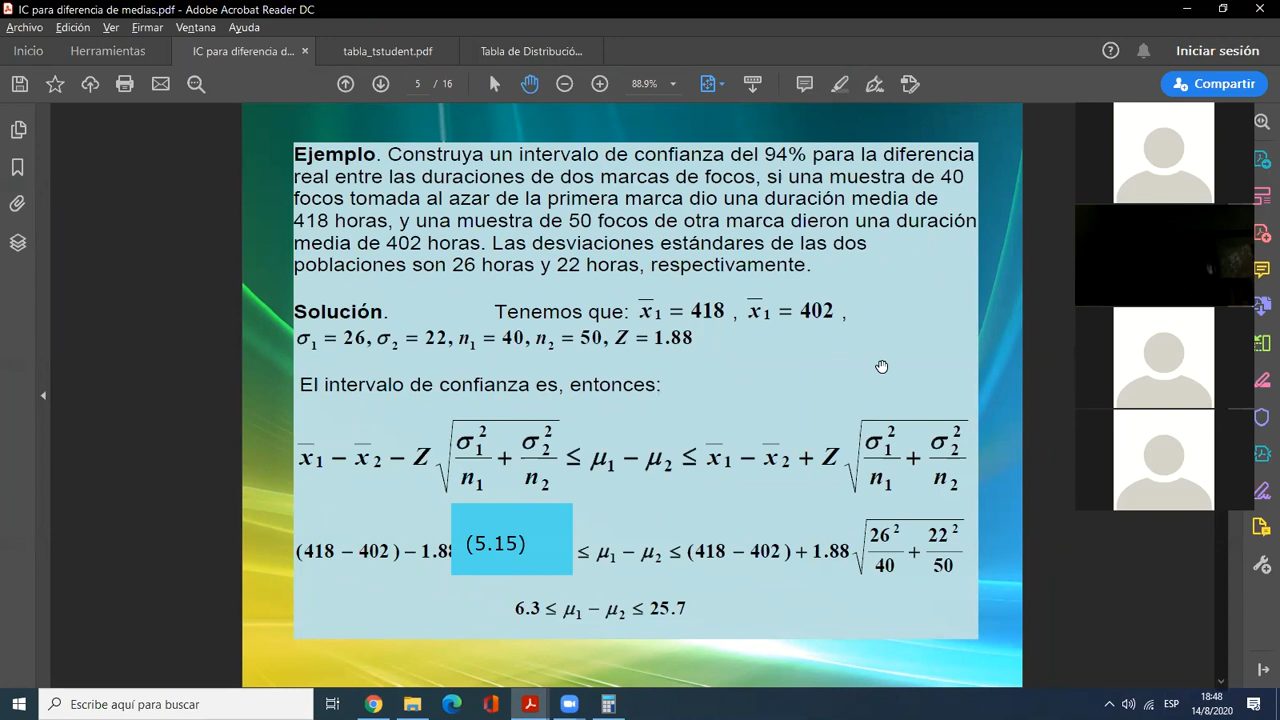 IC para diferencia de medias.pdf - Adobe Acrobat Reader DC
Archivo Edición Ver Firmar Ventana Ayuda
Inicio Herramientas IC para diferencia d... × tabla_tstudent.pdf Tabla de Distribució... Iniciar sesión
5 / 16 88.9% Compartir
Ejemplo. Construya un intervalo de confianza del 94% para la diferencia
real entre las duraciones de dos marcas de focos, si una muestra de 40
focos tomada al azar de la primera marca dio una duración media de
418 horas, y una muestra de 50 focos de otra marca dieron una duración
media de 402 horas. Las desviaciones estándares de las dos
poblaciones son 26 horas y 22 horas, respectivamente.
Solución. Tenemos que: x̄₁ = 418 , x̄₁ = 402 ,
σ₁ = 26, σ₂ = 22, n₁ = 40, n₂ = 50, Z = 1.88
El intervalo de confianza es, entonces:
x̄₁ − x̄₂ − Z √(σ₁²/n₁ + σ₂²/n₂) ≤ μ₁ − μ₂ ≤ x̄₁ − x̄₂ + Z √(σ₁²/n₁ + σ₂²/n₂)
(418 − 402) − 1.88 (5.15) ≤ μ₁ − μ₂ ≤ (418 − 402) + 1.88 √(26²/40 + 22²/50)
6.3 ≤ μ₁ − μ₂ ≤ 25.7
Escribe aquí para buscar
ESP
18:48
14/8/2020